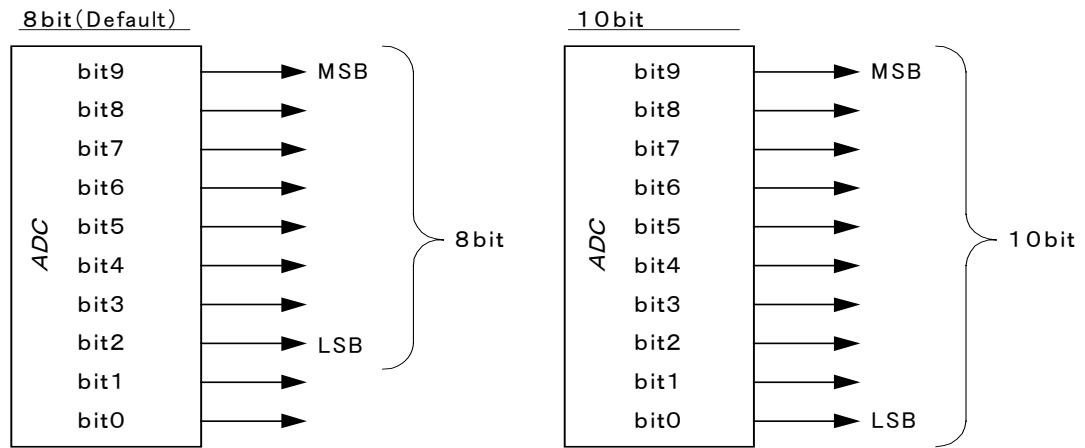 8bit(Default)
ADC
bit9
MSB
bit8
bit7
bit6
bit5
bit4
bit3
bit2
LSB
bit1
bit0
8bit
10bit
ADC
bit9
MSB
bit8
bit7
bit6
bit5
bit4
bit3
bit2
bit1
bit0
LSB
10bit